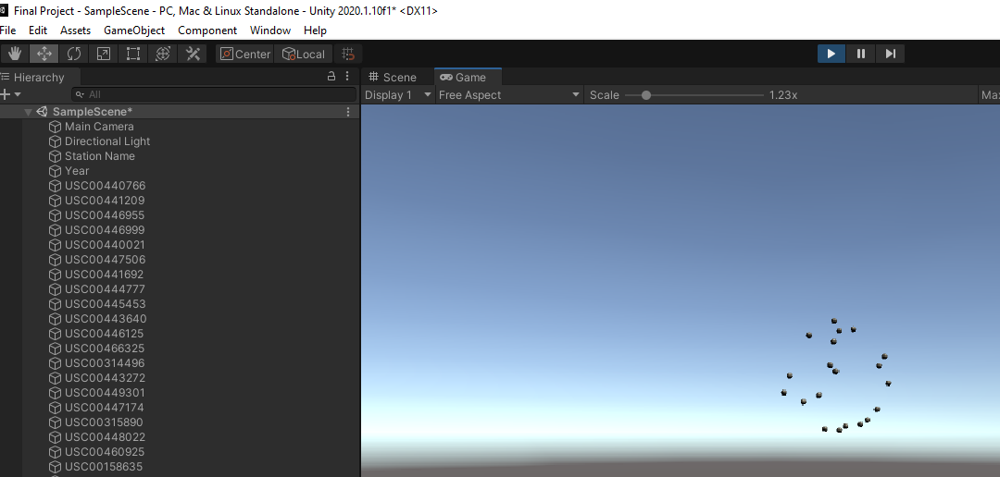 Final Project - SampleScene - PC, Mac & Linux Standalone - Unity 2020.1.10f1* <DX11>
File Edit Assets GameObject Component Window Help
Center Local
Hierarchy
All
Scene Game
Display 1 Free Aspect Scale 1.23x
SampleScene*
Main Camera
Directional Light
Station Name
Year
USC00440766
USC00441209
USC00446955
USC00446999
USC00440021
USC00447506
USC00441692
USC00444777
USC00445453
USC00443640
USC00446125
USC00466325
USC00314496
USC00443272
USC00449301
USC00447174
USC00315890
USC00448022
USC00460925
USC00158635